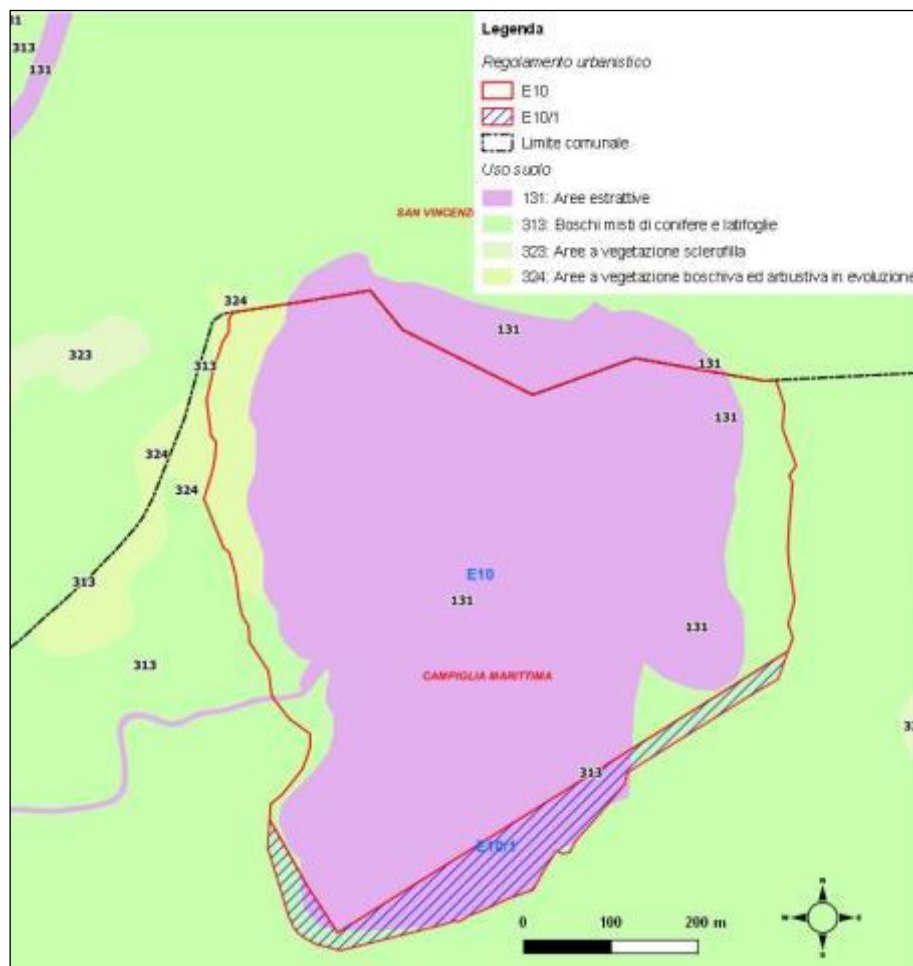 Legenda
Regolamento urbanistico
E10
E10/1
Limite comunale
Uso suolo
131: Aree estrattive
313: Boschi misti di conifere e latifoglie
323: Aree a vegetazione sclerofilla
324: Aree a vegetazione boschiva ed arbustiva in evoluzione
313
131
SAN VINCENZO
324
131
323
313
131
131
324
324
E10
131
313
131
313
CAMPIGLIA MARITTIMA
313
E10/1
0 100 200 m
N
W E
S